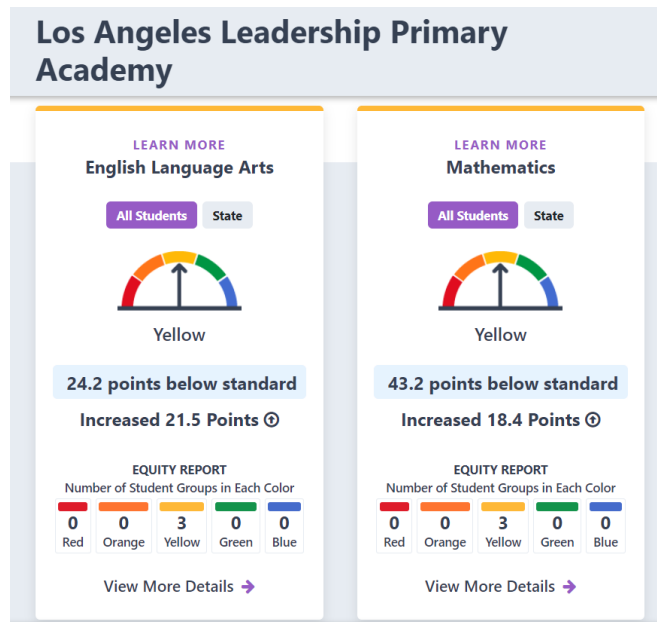 Los Angeles Leadership Primary
Academy
LEARN MORE
English Language Arts
All Students State
Yellow
24.2 points below standard
Increased 21.5 Points
EQUITY REPORT
Number of Student Groups in Each Color
0 0 3 0 0
Red Orange Yellow Green Blue
View More Details
LEARN MORE
Mathematics
All Students State
Yellow
43.2 points below standard
Increased 18.4 Points
EQUITY REPORT
Number of Student Groups in Each Color
0 0 3 0 0
Red Orange Yellow Green Blue
View More Details